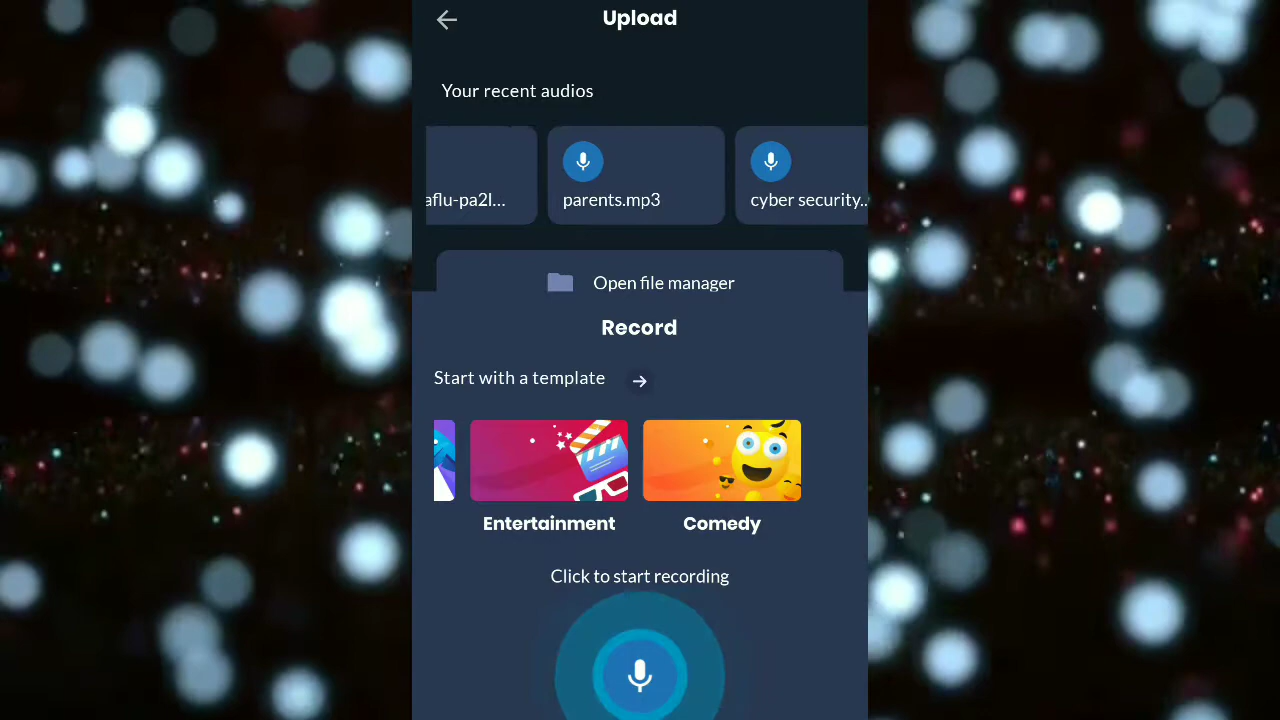 Upload
Your recent audios
aflu-pa2l...
parents.mp3
cyber security..
Open file manager
Record
Start with a template
Entertainment
Comedy
Click to start recording